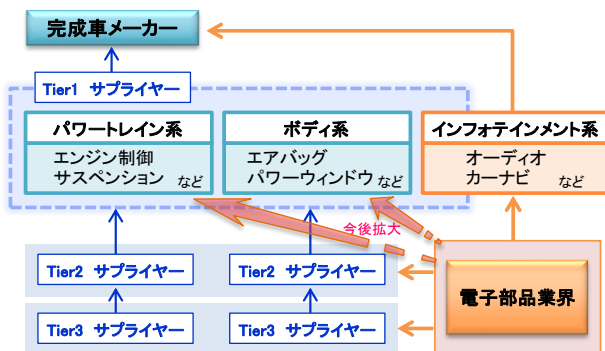 完成車メーカー
Tier1 サプライヤー
パワートレイン系
エンジン制御
サスペンション など
ボディ系
エアバッグ
パワーウィンドウ など
インフォテインメント系
オーディオ
カーナビ など
今後拡大
Tier2 サプライヤー
Tier2 サプライヤー
電子部品業界
Tier3 サプライヤー
Tier3 サプライヤー